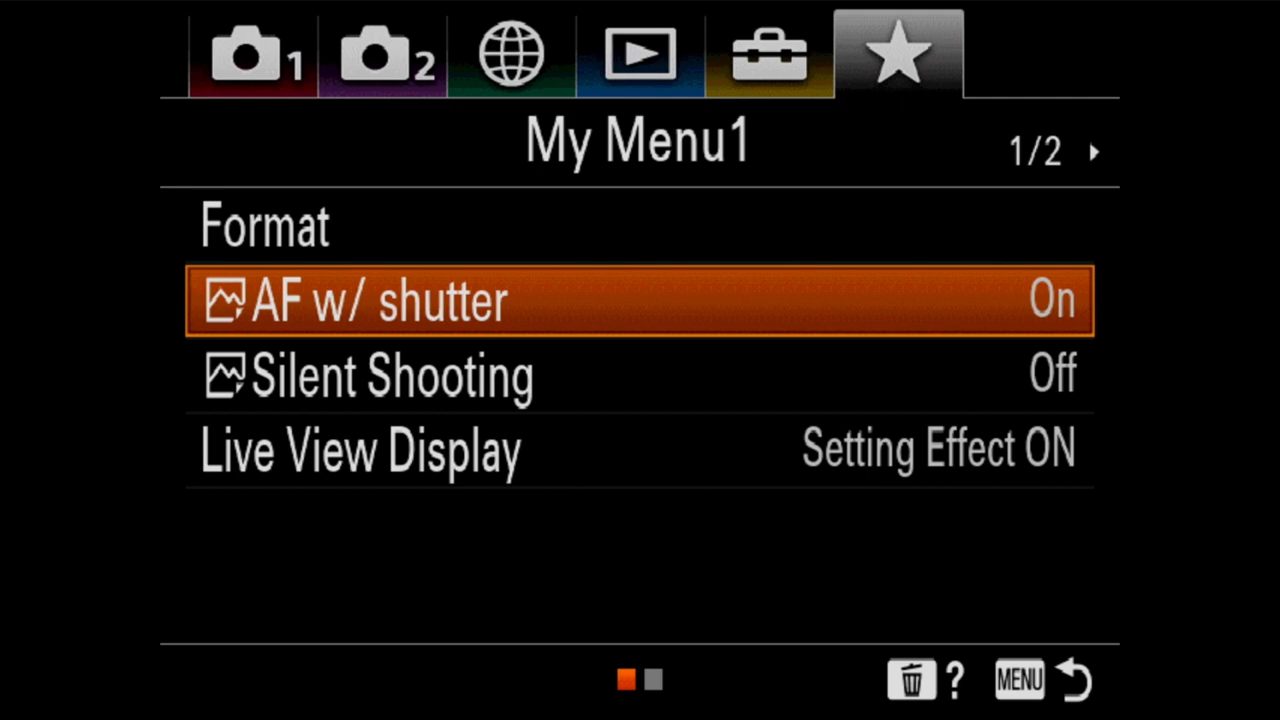 1 2
My Menu1 1/2
Format
AF w/ shutter On
Silent Shooting Off
Live View Display Setting Effect ON
? MENU